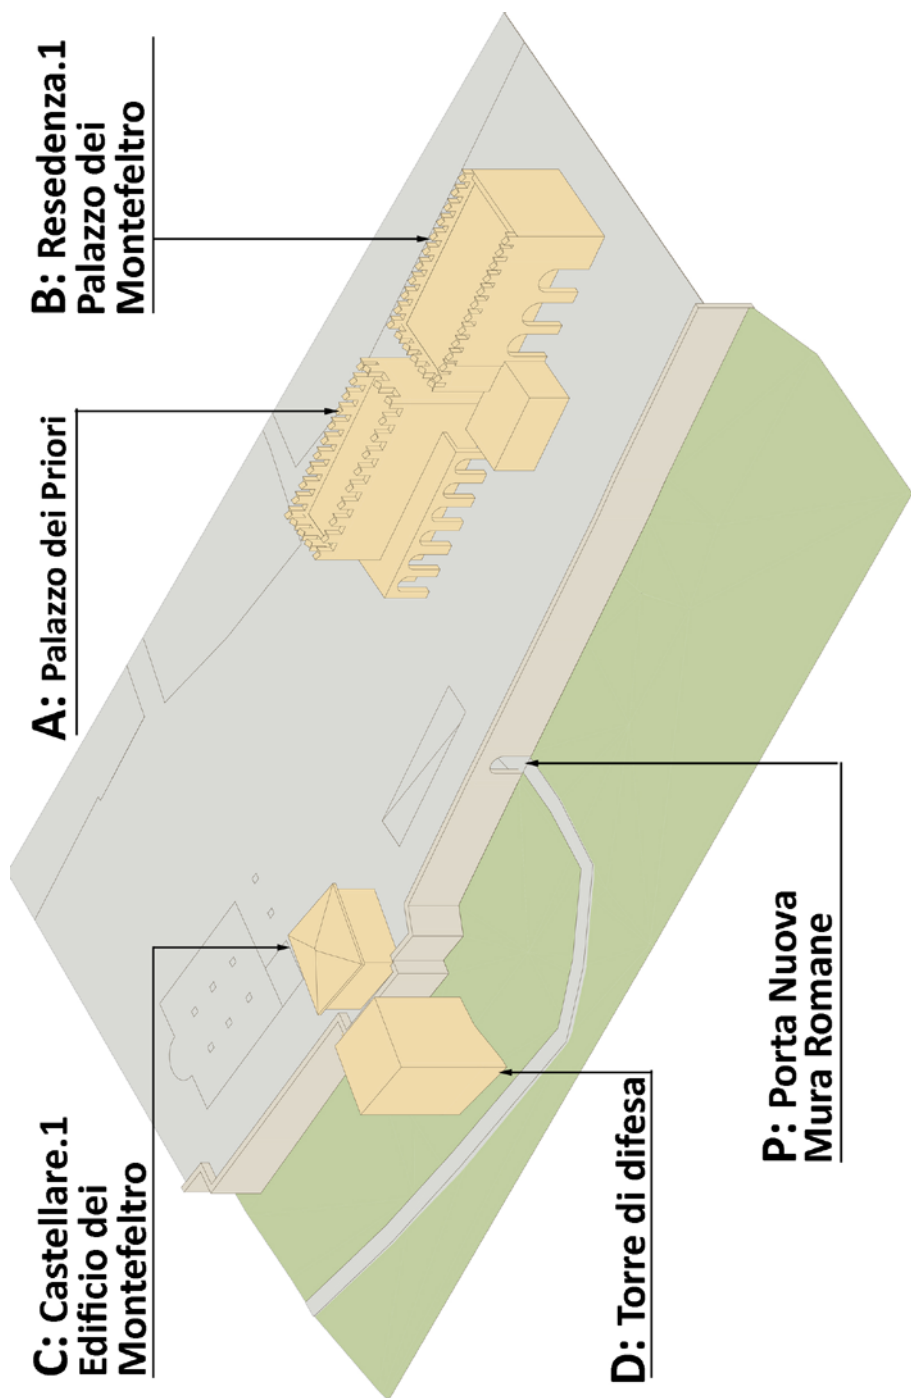 C: Castellare.1
Edificio dei
Montefeltro
A: Palazzo dei Priori
B: Resedenza.1
Palazzo dei
Montefeltro
D: Torre di difesa
P: Porta Nuova
Mura Romane